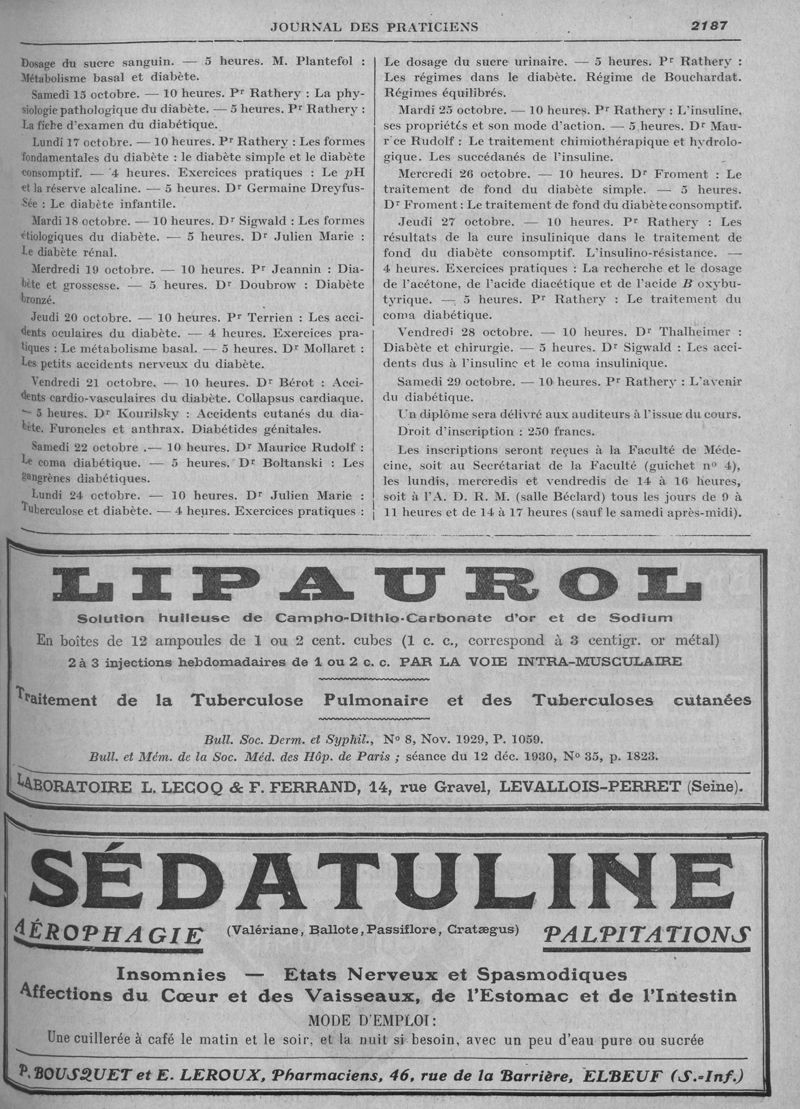 JOURNAL DES PRATICIENS
2187
Dosage du sucre sanguin. — 5 heures. M. Plantefol :
Métabolisme basal et diabète.
Samedi 15 octobre. — 10 heures. Pr Rathery : La phy-
siologie pathologique du diabète. — 5 heures. Pr Rathery :
La fiche d'examen du diabétique.
Lundi 17 octobre. — 10 heures. Pr Rathery : Les formes
fondamentales du diabète : le diabète simple et le diabète
consomptif. — 4 heures. Exercices pratiques : Le pH
et la réserve alcaline. — 5 heures. Dr Germaine Dreyfus-
Sée : Le diabète infantile.
Mardi 18 octobre. — 10 heures. Dr Sigwald : Les formes
étiologiques du diabète. — 5 heures. Dr Julien Marie :
Le diabète rénal.
Merdredi 19 octobre. — 10 heures. Pr Jeannin : Dia-
bète et grossesse. — 5 heures. Dr Doubrow : Diabète
bronzé.
Jeudi 20 octobre. — 10 heures. Pr Terrien : Les acci-
dents oculaires du diabète. — 4 heures. Exercices pra-
tiques : Le métabolisme basal. — 5 heures. Dr Mollaret :
Les petits accidents nerveux du diabète.
Vendredi 21 octobre. — 10 heures. Dr Bérot : Acci-
dents cardio-vasculaires du diabète. Collapsus cardiaque.
— 5 heures. Dr Kourilsky : Accidents cutanés du dia-
bète. Furoncles et anthrax. Diabétides génitales.
Samedi 22 octobre .— 10 heures. Dr Maurice Rudolf :
Le coma diabétique. — 5 heures. Dr Boltanski : Les
gangrènes diabétiques.
Lundi 24 octobre. — 10 heures. Dr Julien Marie :
Tuberculose et diabète. — 4 heures. Exercices pratiques :
Le dosage du sucre urinaire. — 5 heures. Pr Rathery :
Les régimes dans le diabète. Régime de Bouchardat.
Régimes équilibrés.
Mardi 25 octobre. — 10 heures. Pr Rathery : L'insuline,
ses propriétés et son mode d'action. — 5 heures. Dr Mau-
r ce Rudolf : Le traitement chimiothérapique et hydrolo-
gique. Les succédanés de l'insuline.
Mercredi 26 octobre. — 10 heures. Dr Froment : Le
traitement de fond du diabète simple. — 5 heures.
Dr Froment : Le traitement de fond du diabète consomptif.
Jeudi 27 octobre. — 10 heures. Pr Rathery : Les
résultats de la cure insulinique dans le traitement de
fond du diabète consomptif. L'insulino-résistance. —
4 heures. Exercices pratiques : La recherche et le dosage
de l'acétone, de l'acide diacétique et de l'acide B oxybu-
tyrique. — 5 heures. Pr Rathery : Le traitement du
coma diabétique.
Vendredi 28 octobre. — 10 heures. Dr Thalheimer :
Diabète et chirurgie. — 5 heures. Dr Sigwald : Les acci-
dents dus à l'insuline et le coma insulinique.
Samedi 29 octobre. — 10 heures. Pr Rathery : L'avenir
du diabétique.
Un diplôme sera délivré aux auditeurs à l'issue du cours.
Droit d'inscription : 250 francs.
Les inscriptions seront reçues à la Faculté de Méde-
cine, soit au Secrétariat de la Faculté (guichet no 4),
les lundis, mercredis et vendredis de 14 à 16 heures,
soit à l'A. D. R. M. (salle Béclard) tous les jours de 9 à
11 heures et de 14 à 17 heures (sauf le samedi après-midi).
LIPAUROL
Solution huileuse de Campho-Dithio-Carbonate d'or et de Sodium
En boîtes de 12 ampoules de 1 ou 2 cent. cubes (1 c. c., correspond à 3 centigr. or métal)
2 à 3 injections hebdomadaires de 1 ou 2 c. c. PAR LA VOIE INTRA-MUSCULAIRE
Traitement de la Tuberculose Pulmonaire et des Tuberculoses cutanées
Bull. Soc. Derm. et Syphil., No 8, Nov. 1929, P. 1059.
Bull. et Mém. de la Soc. Méd. des Hôp. de Paris ; séance du 12 déc. 1930, No 35, p. 1823.
LABORATOIRE L. LECOQ & F. FERRAND, 14, rue Gravel, LEVALLOIS-PERRET (Seine).
SÉDATULINE
AÉROPHAGIE (Valériane, Ballote, Passiflore, Cratægus) PALPITATIONS
Insomnies — Etats Nerveux et Spasmodiques
Affections du Cœur et des Vaisseaux, de l'Estomac et de l'Intestin
MODE D'EMPLOI :
Une cuillerée à café le matin et le soir, et la nuit si besoin, avec un peu d'eau pure ou sucrée
P. BOUSQUET et E. LEROUX, Pharmaciens, 46, rue de la Barrière, ELBEUF (S.-Inf.)